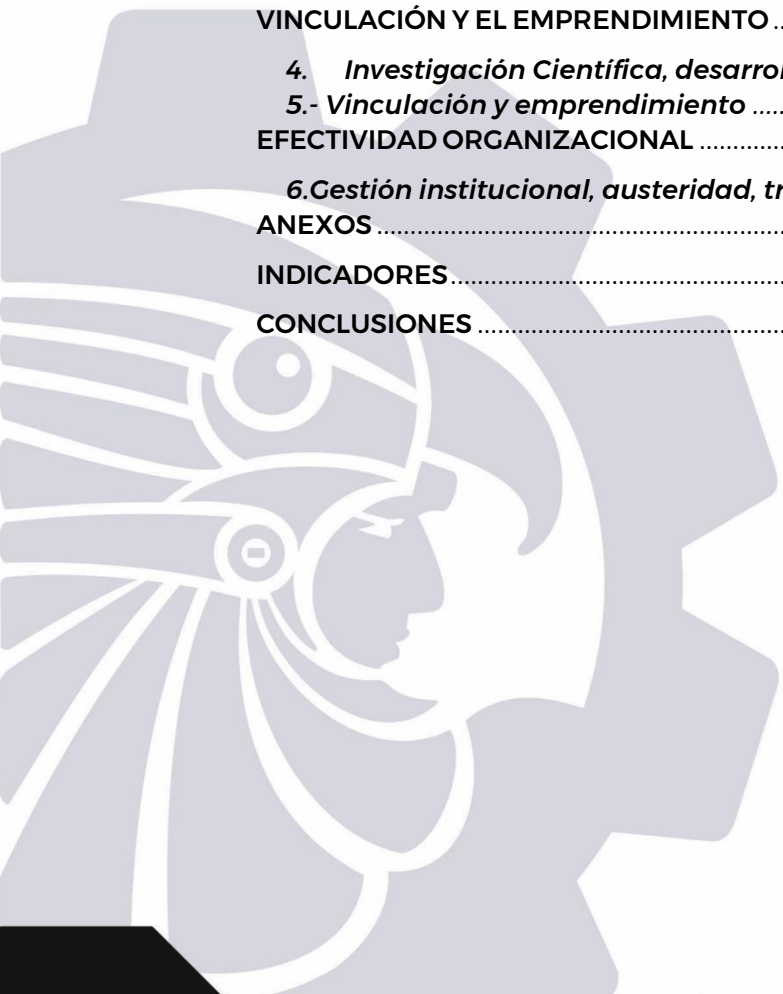 VINCULACIÓN Y EL EMPRENDIMIENTO ..
4. Investigación Científica, desarrol
5.- Vinculación y emprendimiento .....
EFECTIVIDAD ORGANIZACIONAL ............
6.Gestión institucional, austeridad, tr
ANEXOS ..........................................................
INDICADORES...............................................
CONCLUSIONES ...........................................